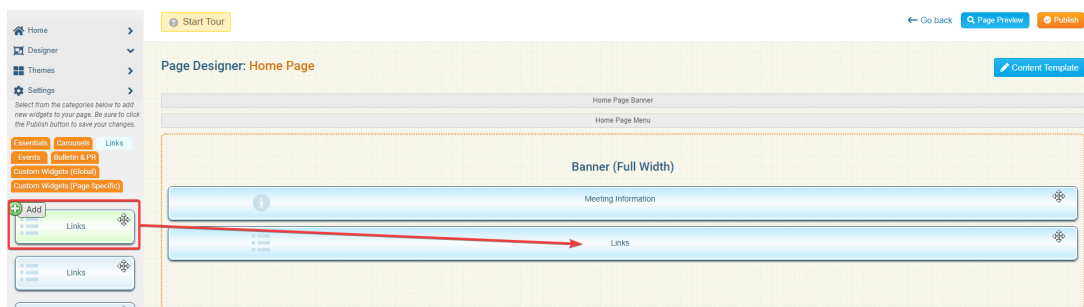 Home
Designer
Themes
Settings
Select from the categories below to add
new widgets to your page. Be sure to click
the Publish button to save your changes.
Essentials Carousels Links
Events Bulletin & PR
Custom Widgets (Global)
Custom Widgets (Page Specific)
Add
Links
Links
Start Tour
Go back Page Preview Publish
Page Designer: Home Page
Content Template
Home Page Banner
Home Page Menu
Banner (Full Width)
Meeting Information
Links